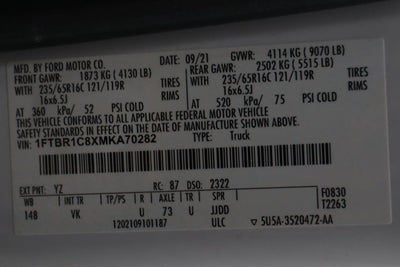 MFD. BY FORD MOTOR CO. 09/21 GVWR: 4114 KG (9070 LB)
FRONT GAWR: 1873 KG (4130 LB) REAR GAWR: 2502 KG (5515 LB)
WITH 235/65R16C 121/119R TIRES WITH 235/65R16C 121/119R TIRES
16x6.5J RIMS 16x6.5J RIMS
AT 360 kPa/ 52 PSI COLD AT 520 kPa/ 75 PSI COLD
THIS VEHICLE CONFORMS TO ALL APPLICABLE FEDERAL MOTOR VEHICLE
SAFETY STANDARDS IN EFFECT ON THE DATE OF MANUFACTURE SHOWN ABOVE.
VIN: 1FTBR1C8XMKA70282 TYPE: Truck
EXT PNT: YZ RC: 87 DSO: 2322 F0830
WB INT TR TP/PS R AXLE TR SPR T2263
148 VK U 73 U JJDD
1202109101187 ULC 5U5A-3520472-AA